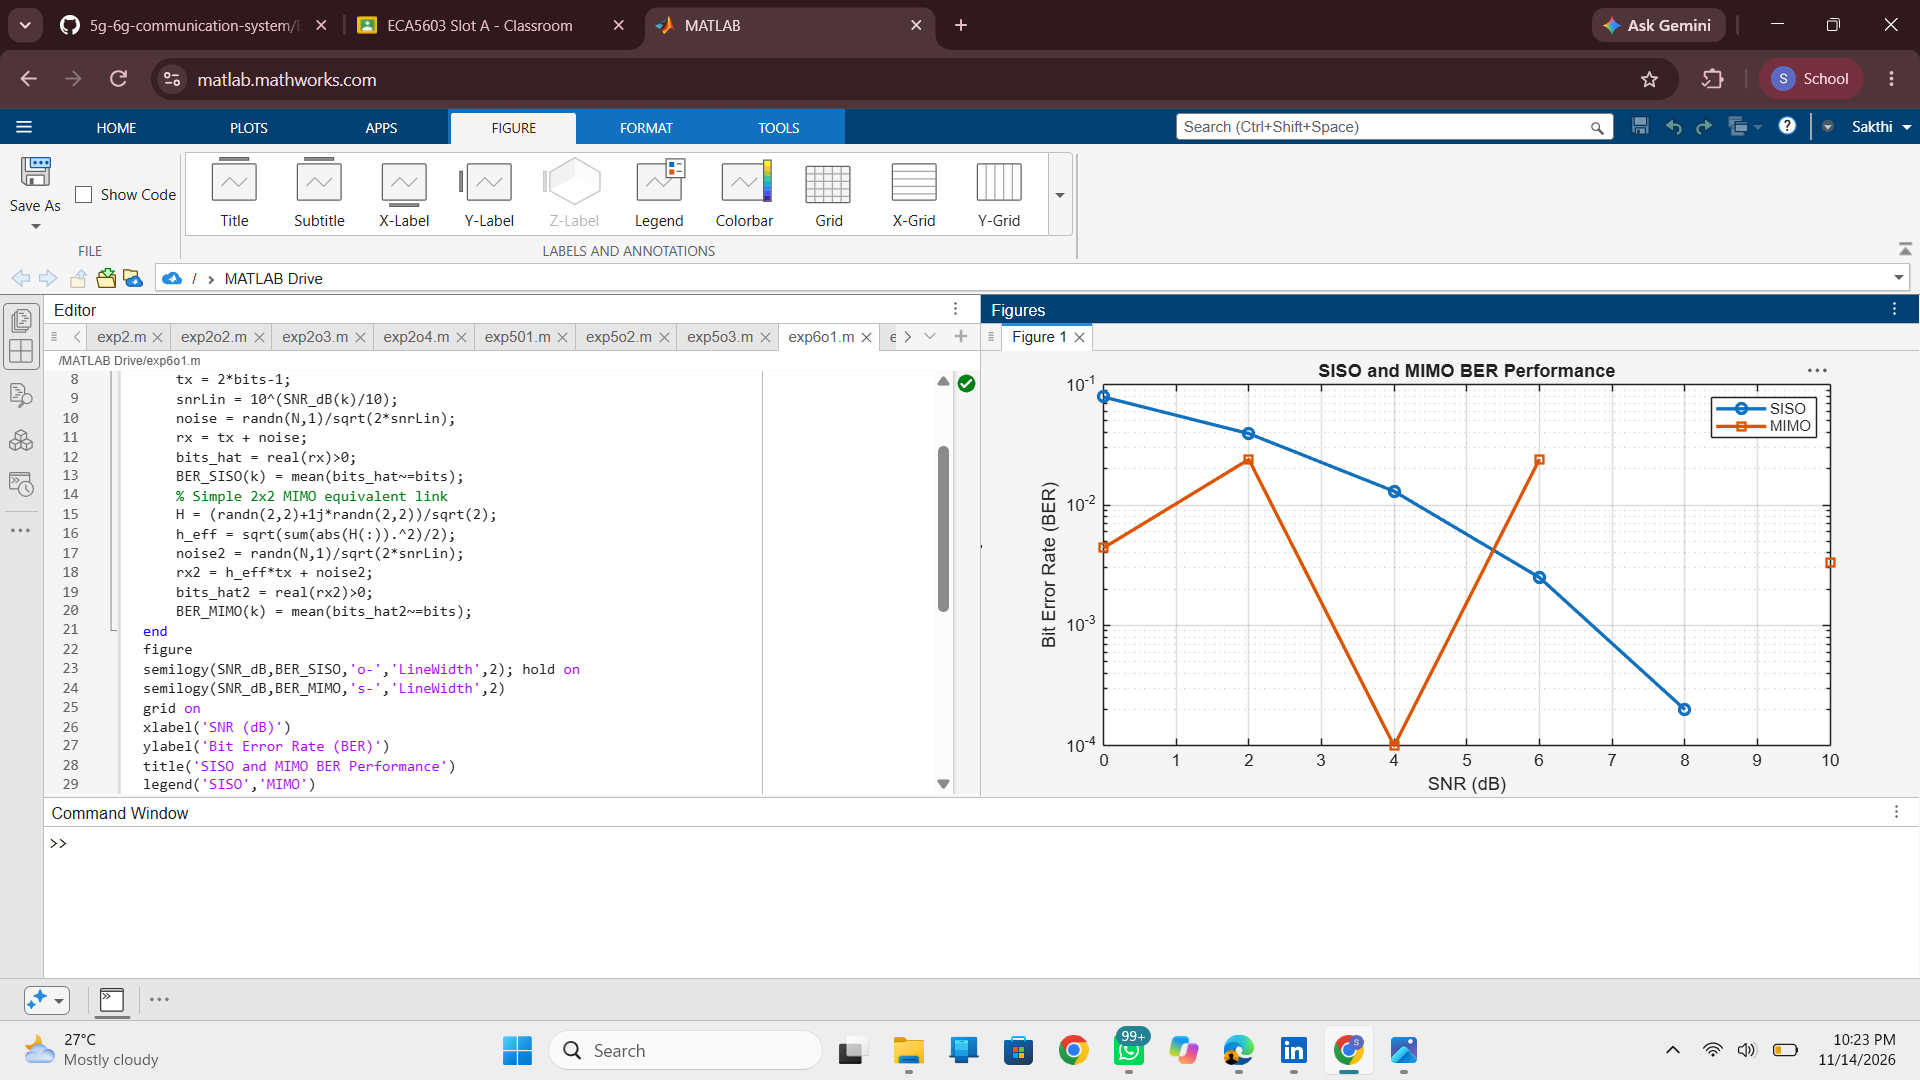 5g-6g-communication-system/E
ECA5603 Slot A - Classroom
MATLAB
Ask Gemini
matlab.mathworks.com
S
School
HOME
PLOTS
APPS
FIGURE
FORMAT
TOOLS
Search (Ctrl+Shift+Space)
Sakthi
Save As
Show Code
Title
Subtitle
X-Label
Y-Label
Z-Label
Legend
Colorbar
Grid
X-Grid
Y-Grid
FILE
LABELS AND ANNOTATIONS
/ › MATLAB Drive
Editor
exp2.m
exp2o2.m
exp2o3.m
exp2o4.m
exp501.m
exp5o2.m
exp5o3.m
exp6o1.m
e
/MATLAB Drive/exp6o1.m
8 tx = 2*bits-1;
9 snrLin = 10^(SNR_dB(k)/10);
10 noise = randn(N,1)/sqrt(2*snrLin);
11 rx = tx + noise;
12 bits_hat = real(rx)>0;
13 BER_SISO(k) = mean(bits_hat~=bits);
14 % Simple 2x2 MIMO equivalent link
15 H = (randn(2,2)+1j*randn(2,2))/sqrt(2);
16 h_eff = sqrt(sum(abs(H(:)).^2)/2);
17 noise2 = randn(N,1)/sqrt(2*snrLin);
18 rx2 = h_eff*tx + noise2;
19 bits_hat2 = real(rx2)>0;
20 BER_MIMO(k) = mean(bits_hat2~=bits);
21 end
22 figure
23 semilogy(SNR_dB,BER_SISO,'o-','LineWidth',2); hold on
24 semilogy(SNR_dB,BER_MIMO,'s-','LineWidth',2)
25 grid on
26 xlabel('SNR (dB)')
27 ylabel('Bit Error Rate (BER)')
28 title('SISO and MIMO BER Performance')
29 legend('SISO','MIMO')
Figures
Figure 1
SISO and MIMO BER Performance
SISO
MIMO
Bit Error Rate (BER)
10-1
10-2
10-3
10-4
0 1 2 3 4 5 6 7 8 9 10
SNR (dB)
Command Window
>>
27°C
Mostly cloudy
Search
99+
10:23 PM
11/14/2026